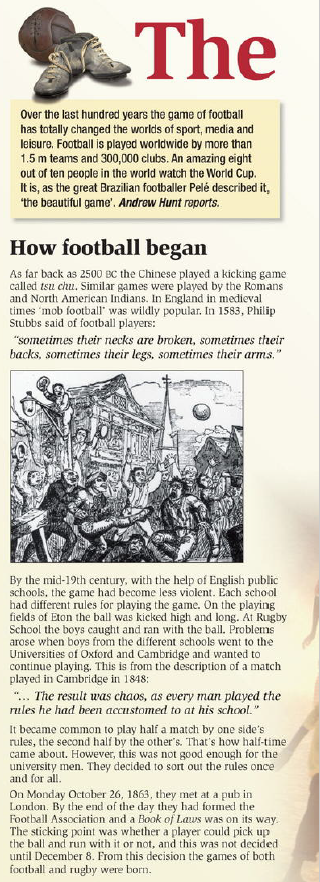 The
Over the last hundred years the game of football
has totally changed the worlds of sport, media and
leisure. Football is played worldwide by more than
1.5 m teams and 300,000 clubs. An amazing eight
out of ten people in the world watch the World Cup.
It is, as the great Brazilian footballer Pelé described it,
‘the beautiful game’. Andrew Hunt reports.
How football began
As far back as 2500 BC the Chinese played a kicking game
called tsu chu. Similar games were played by the Romans
and North American Indians. In England in medieval
times ‘mob football’ was wildly popular. In 1583, Philip
Stubbs said of football players:
“sometimes their necks are broken, sometimes their
backs, sometimes their legs, sometimes their arms.”
By the mid-19th century, with the help of English public
schools, the game had become less violent. Each school
had different rules for playing the game. On the playing
fields of Eton the ball was kicked high and long. At Rugby
School the boys caught and ran with the ball. Problems
arose when boys from the different schools went to the
Universities of Oxford and Cambridge and wanted to
continue playing. This is from the description of a match
played in Cambridge in 1848:
“… The result was chaos, as every man played the
rules he had been accustomed to at his school.”
It became common to play half a match by one side’s
rules, the second half by the other’s. That’s how half-time
came about. However, this was not good enough for the
university men. They decided to sort out the rules once
and for all.
On Monday October 26, 1863, they met at a pub in
London. By the end of the day they had formed the
Football Association and a Book of Laws was on its way.
The sticking point was whether a player could pick up
the ball and run with it or not, and this was not decided
until December 8. From this decision the games of both
football and rugby were born.